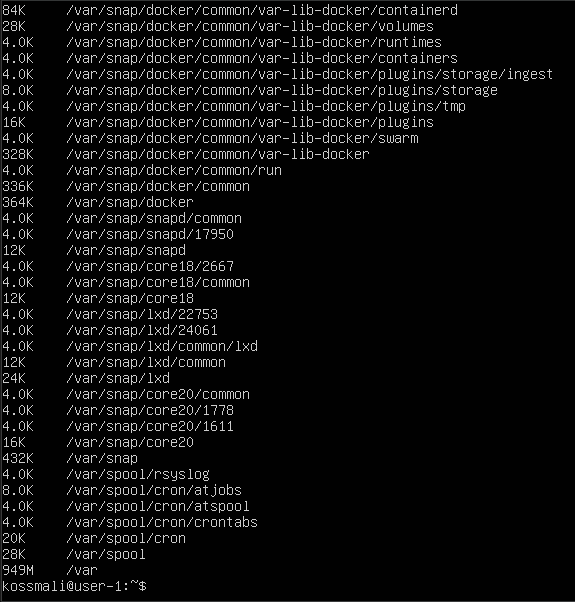 84K /var/snap/docker/common/var-lib-docker/containerd
28K /var/snap/docker/common/var-lib-docker/volumes
4.0K /var/snap/docker/common/var-lib-docker/runtimes
4.0K /var/snap/docker/common/var-lib-docker/containers
4.0K /var/snap/docker/common/var-lib-docker/plugins/storage/ingest
8.0K /var/snap/docker/common/var-lib-docker/plugins/storage
4.0K /var/snap/docker/common/var-lib-docker/plugins/tmp
16K /var/snap/docker/common/var-lib-docker/plugins
4.0K /var/snap/docker/common/var-lib-docker/swarm
328K /var/snap/docker/common/var-lib-docker
4.0K /var/snap/docker/common/run
336K /var/snap/docker/common
364K /var/snap/docker
4.0K /var/snap/snapd/common
4.0K /var/snap/snapd/17950
12K /var/snap/snapd
4.0K /var/snap/core18/2667
4.0K /var/snap/core18/common
12K /var/snap/core18
4.0K /var/snap/lxd/22753
4.0K /var/snap/lxd/24061
4.0K /var/snap/lxd/common/lxd
12K /var/snap/lxd/common
24K /var/snap/lxd
4.0K /var/snap/core20/common
4.0K /var/snap/core20/1778
4.0K /var/snap/core20/1611
16K /var/snap/core20
432K /var/snap
4.0K /var/spool/rsyslog
8.0K /var/spool/cron/atjobs
4.0K /var/spool/cron/atspool
4.0K /var/spool/cron/crontabs
20K /var/spool/cron
28K /var/spool
949M /var
kossmali@user-1:~$